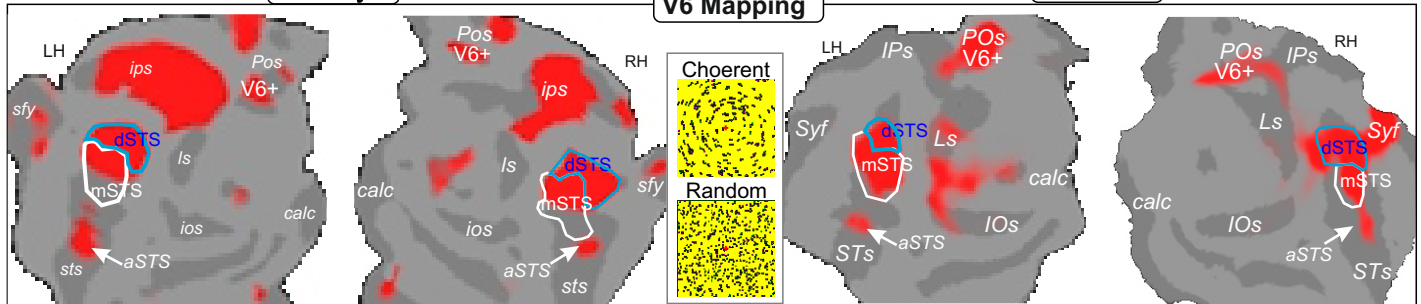 V6 Mapping
LH
ips
Pos
V6+
sfy
dSTS
ls
mSTS
calc
ios
aSTS
sts
Pos
V6+
RH
ips
ls
dSTS
sfy
calc
mSTS
ios
aSTS
sts
Choerent
Random
LH
IPs
POs
V6+
Syf
dSTS
Ls
mSTS
calc
IOs
aSTS
STs
POs
V6+
IPs
RH
Ls
Syf
dSTS
mSTS
calc
IOs
aSTS
STs